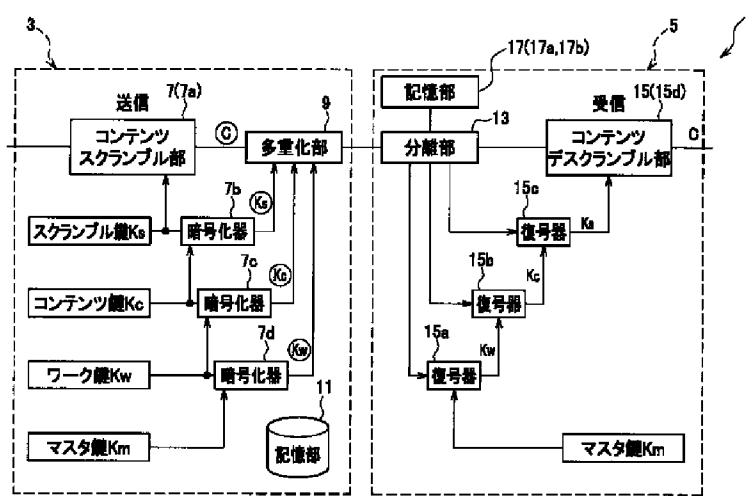 3
5
17(17a,17b)
送信
7(7a)
9
記憶部
13
受信
15(15d)
コンテンツ
スクランブル部
C
多重化部
分離部
コンテンツ
デスクランブル部
C
スクランブル鍵Ks
7b
暗号化器
Ks
15c
復号器
Ks
コンテンツ鍵Kc
7c
暗号化器
Kc
15b
復号器
Kc
ワーク鍵Kw
7d
暗号化器
Kw
15a
復号器
Kw
マスタ鍵Km
11
記憶部
マスタ鍵Km